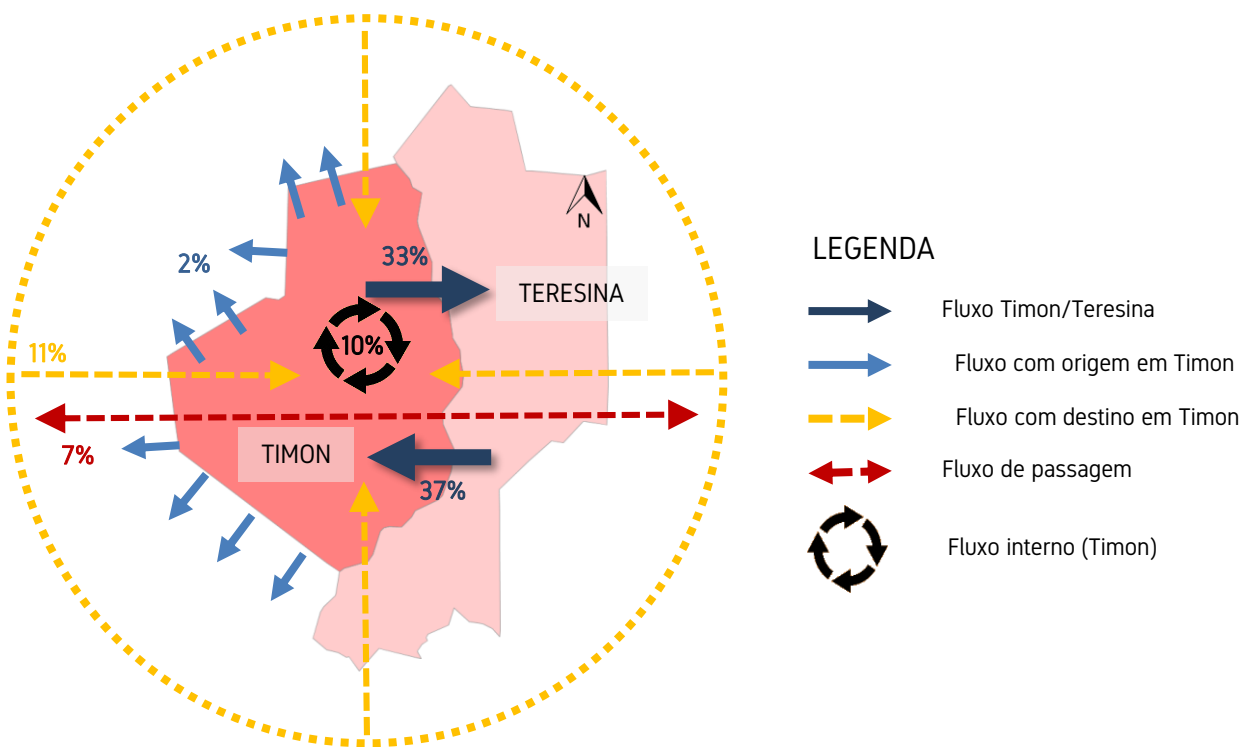 N
33%
2%
TERESINA
10%
11%
TIMON
7%
37%
LEGENDA
Fluxo Timon/Teresina
Fluxo com origem em Timon
Fluxo com destino em Timon
Fluxo de passagem
Fluxo interno (Timon)